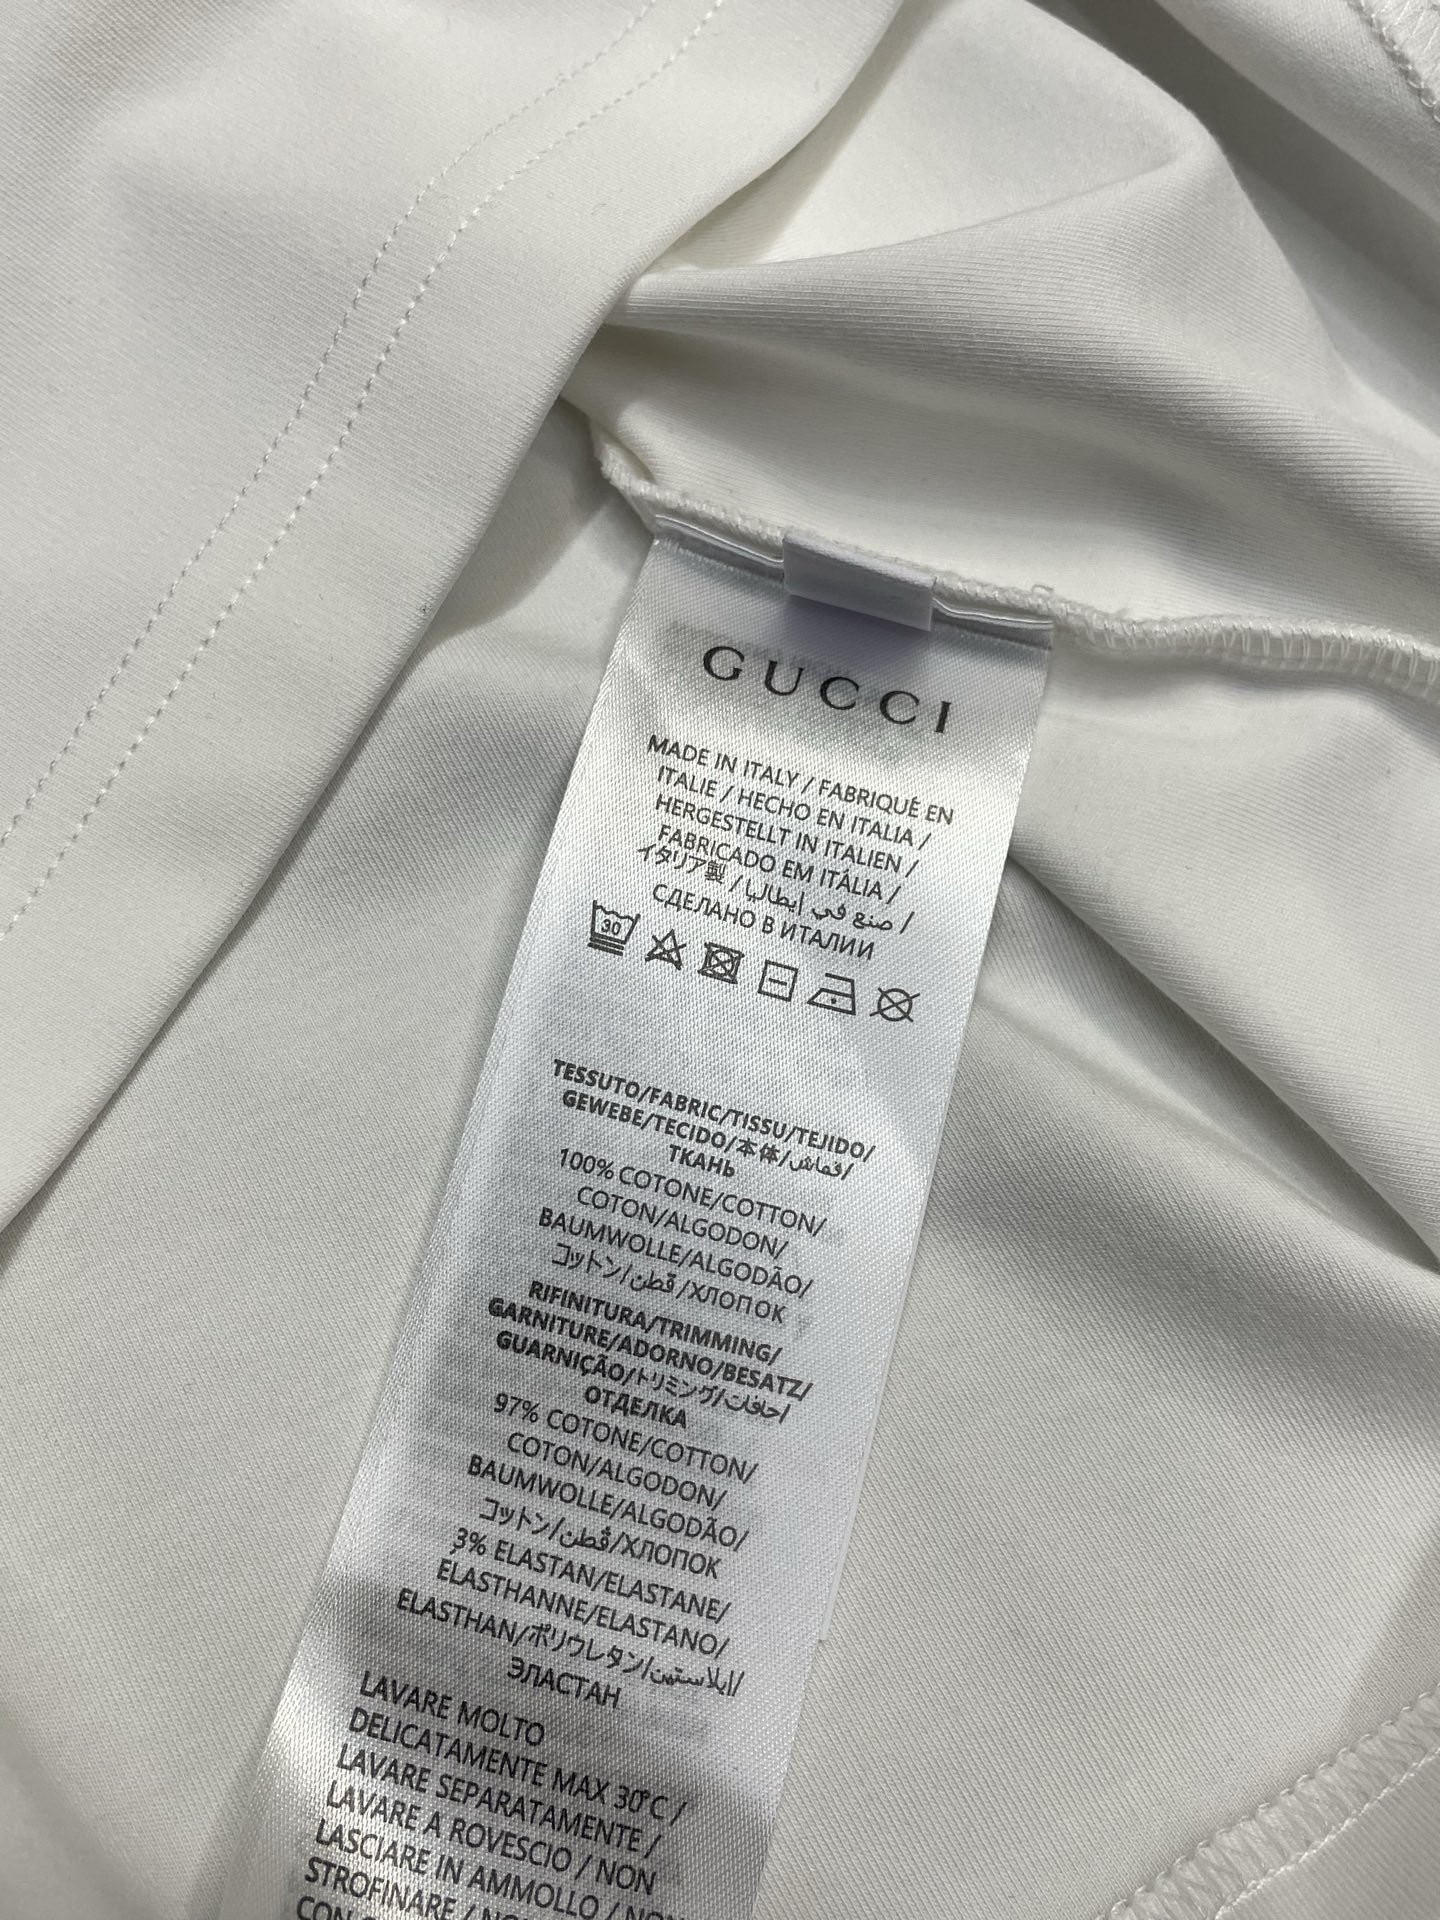 GUCCI
MADE IN ITALY / FABRIQUÉ EN
ITALIE / HECHO EN ITALIA /
HERGESTELLT IN ITALIEN /
FABRICADO EM ITÁLIA /
イタリア製 / صنع في إيطاليا /
СДЕЛАНО В ИТАЛИИ
30
TESSUTO/FABRIC/TISSU/TEJIDO/
GEWEBE/TECIDO/本体/قماش/
ТКАНЬ
100% COTONE/COTTON/
COTON/ALGODON/
BAUMWOLLE/ALGODÃO/
コットン/قطن/ХЛОПОК
RIFINITURA/TRIMMING/
GARNITURE/ADORNO/BESATZ/
GUARNIÇÃO/トリミング/حافات/
ОТДЕЛКА
97% COTONE/COTTON/
COTON/ALGODON/
BAUMWOLLE/ALGODÃO/
コットン/قطن/ХЛОПОК
3% ELASTAN/ELASTANE/
ELASTHANNE/ELASTANO/
ELASTHAN/ポリウレタン/إيلاستين/
ЭЛАСТАН
LAVARE MOLTO
DELICATAMENTE MAX 30°C /
LAVARE SEPARATAMENTE /
LAVARE A ROVESCIO / NON
LASCIARE IN AMMOLLO / NON
STROFINARE /
CON